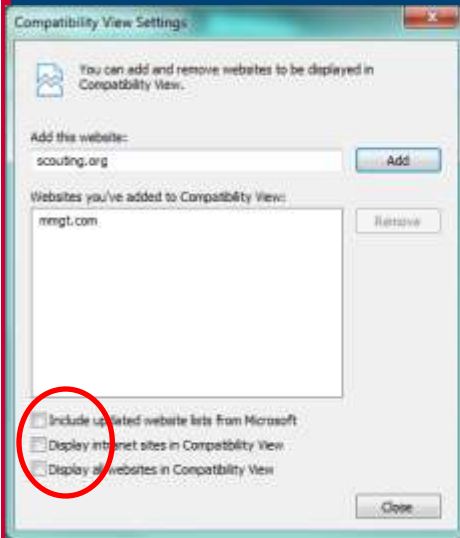 Compatibility View Settings
You can add and remove websites to be displayed in
Compatibility View.
Add this website:
scouting.org
Add
Websites you've added to Compatibility View:
mmgt.com
Remove
Include updated website lists from Microsoft
Display intranet sites in Compatibility View
Display all websites in Compatibility View
Close